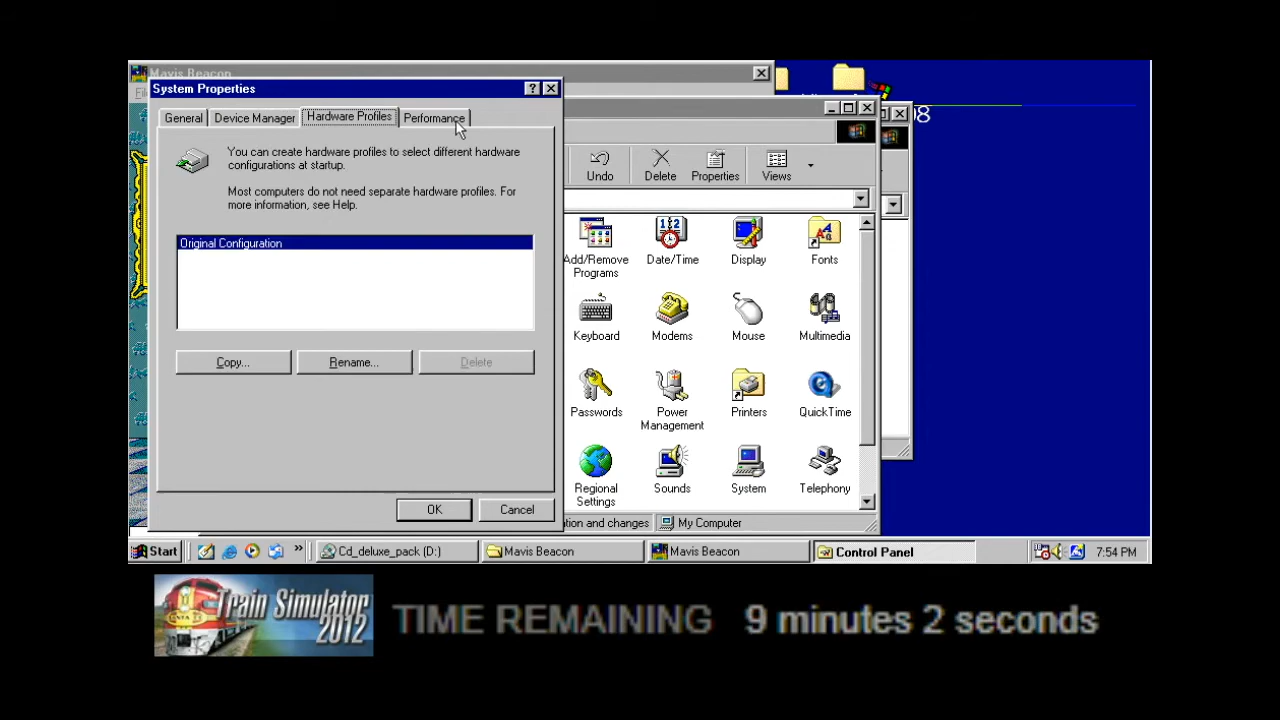 Mavis Beacon
System Properties
General
Device Manager
Hardware Profiles
Performance
You can create hardware profiles to select different hardware
configurations at startup.
Most computers do not need separate hardware profiles. For
more information, see Help.
Original Configuration
Copy...
Rename...
Delete
OK
Cancel
Undo
Delete
Properties
Views
Add/Remove
Programs
Date/Time
Display
Fonts
Keyboard
Modems
Mouse
Multimedia
Passwords
Power
Management
Printers
QuickTime
Regional
Settings
Sounds
System
Telephony
and changes
My Computer
Start
Cd_deluxe_pack (D:)
Mavis Beacon
Mavis Beacon
Control Panel
7:54 PM
Train Simulator
2012
TIME REMAINING 9 minutes 2 seconds